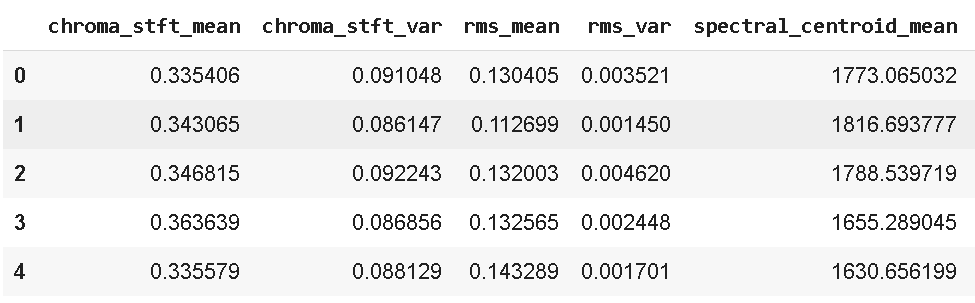 chroma_stft_mean chroma_stft_var rms_mean rms_var spectral_centroid_mean
0 0.335406 0.091048 0.130405 0.003521 1773.065032
1 0.343065 0.086147 0.112699 0.001450 1816.693777
2 0.346815 0.092243 0.132003 0.004620 1788.539719
3 0.363639 0.086856 0.132565 0.002448 1655.289045
4 0.335579 0.088129 0.143289 0.001701 1630.656199